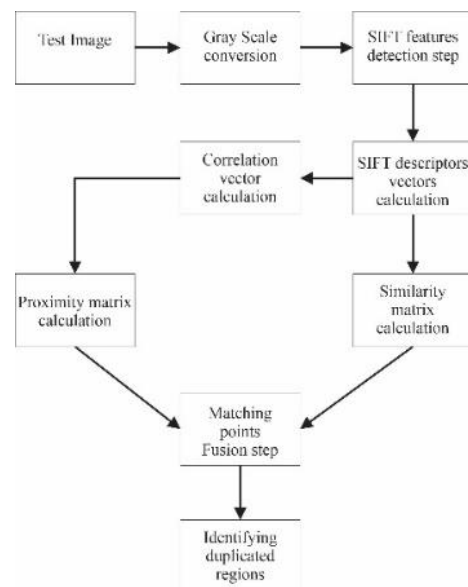 Test Image
Gray Scale
conversion
SIFT features
detection step
Correlation
vector
calculation
SIFT descriptors
vectors
calculation
Proximity matrix
calculation
Similarity
matrix
calculation
Matching
points
Fusion step
Identifying
duplicated
regions